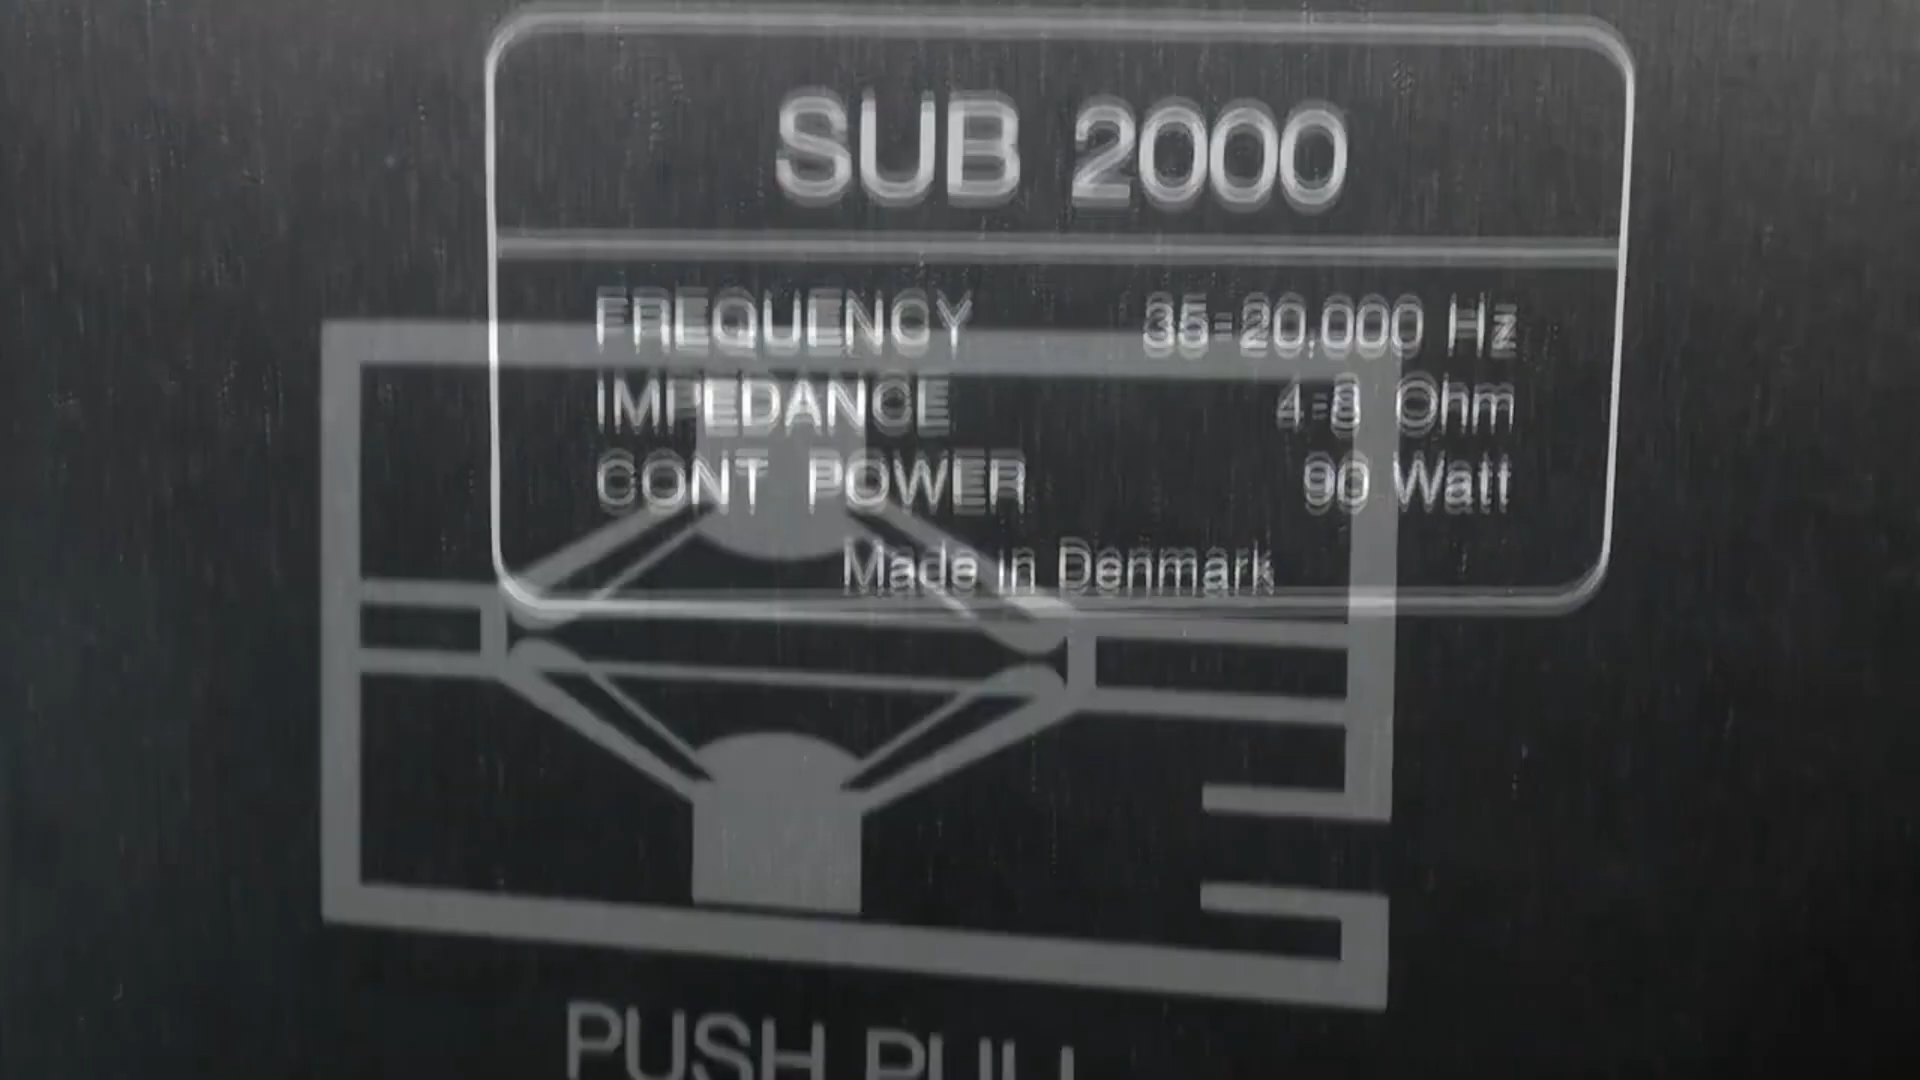 SUB 2000
FREQUENCY 35-20.000 Hz
IMPEDANCE 4-8 Ohm
CONT POWER 90 Watt
Made in Denmark
PUSH PULL